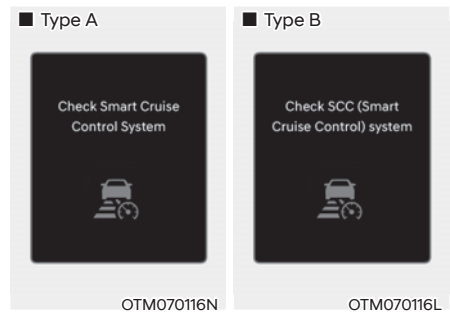 ■ Type A
Check Smart Cruise
Control System
OTM070116N
■ Type B
Check SCC (Smart
Cruise Control) system
OTM070116L